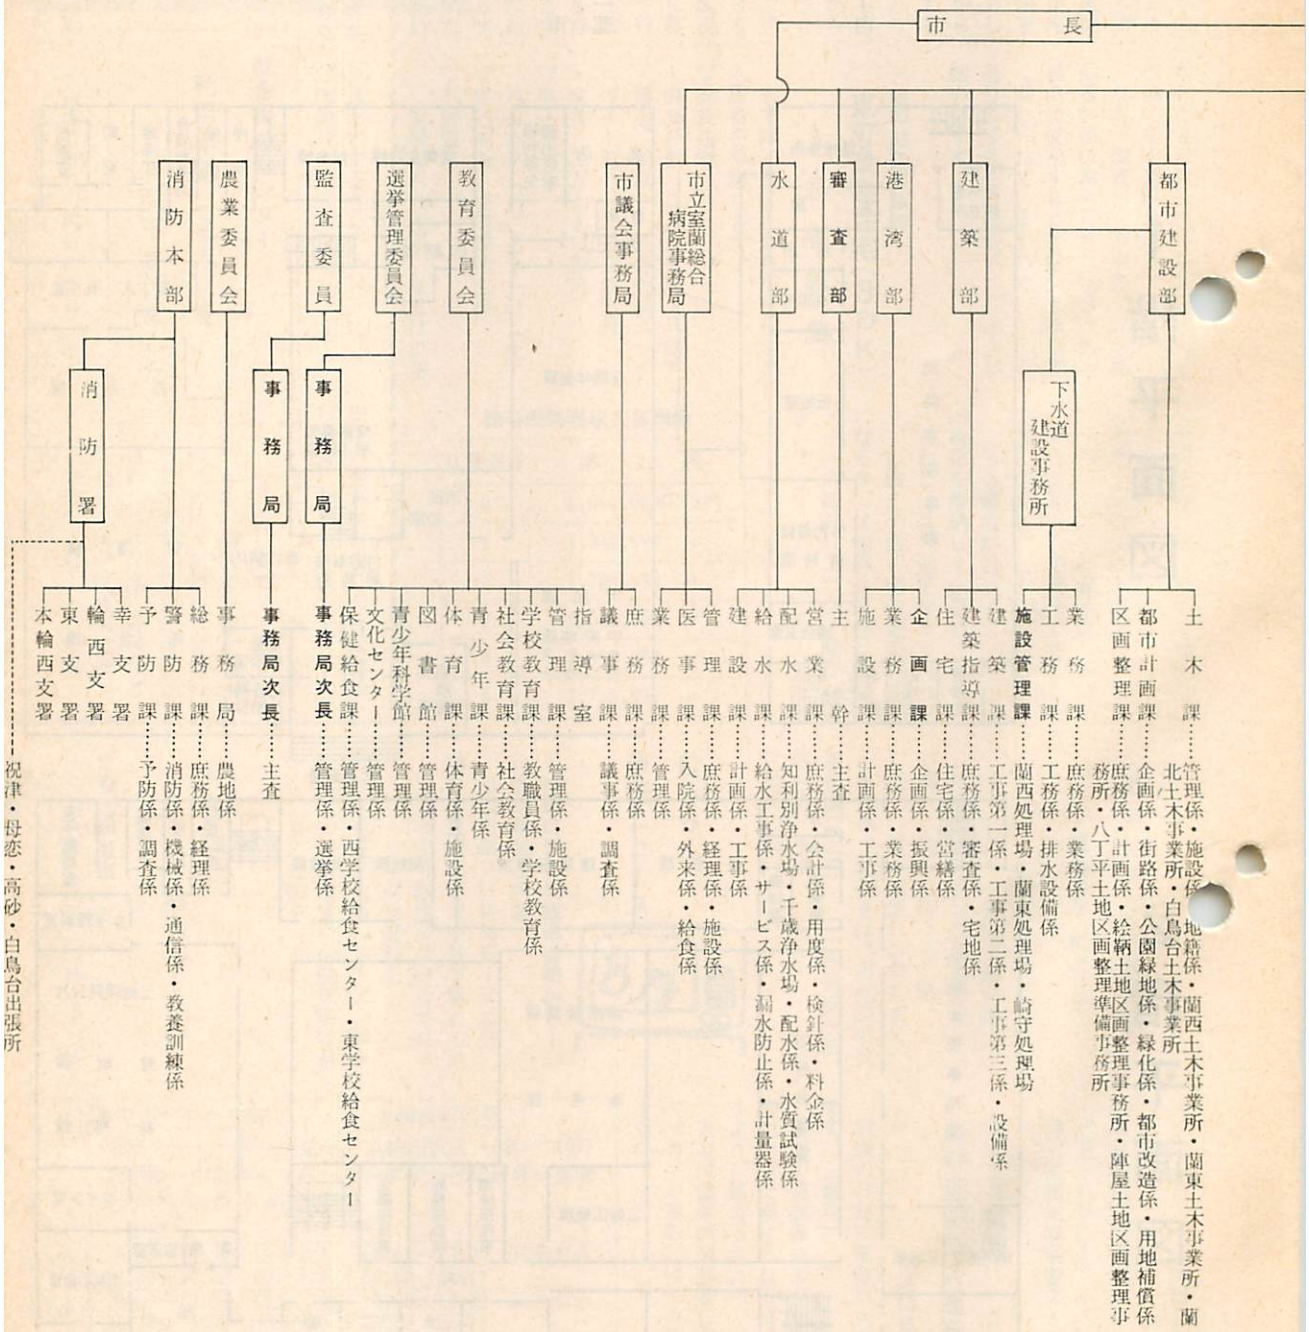 市長
都市建設部
建築部
港湾部
審査部
水道部
市立室蘭総合
病院事務局
市議会事務局
教育委員会
選挙管理委員会
監査委員
農業委員会
消防本部
下水道
建設事務所
事務局
事務局
消防署
土木課……管理係・施設係・地籍係・蘭西土木事業所・蘭東土木事業所・蘭
北土木事業所・白鳥台土木事業所
都市計画課……企画係・街路係・公園緑地係・緑化係・都市改造係・用地補償係
区画整理課……庶務係・計画係・絵鞆土地区画整理事務所・陣屋土地区画整理事
務所・八丁平土地区画整理準備事務所
業務課……庶務係・業務係
工務課……工務係・排水設備係
施設管理課……蘭西処理場・蘭東処理場・崎守処理場
建築課……工事第一係・工事第二係・工事第三係・設備係
建築指導課……庶務係・審査係・宅地係
住宅課……住宅係・営繕係
企画課……企画係・振興係
業務課……庶務係・業務係
施設課……計画係・工事係
主幹……主査
営業課……庶務係・会計係・用度係・検針係・料金係
配水課……知利別浄水場・千歳浄水場・配水係・水質試験係
給水課……給水工事係・サービス係・漏水防止係・計量器係
建設課……計画係・工事係
管理課……庶務係・経理係・施設係
医事課……入院係・外来係・給食係
業務課……管理係
庶務課……庶務係
議事課……議事係・調査係
指導室
管理課……管理係・施設係
学校教育課……教職員係・学校教育係
社会教育課……社会教育係
青少年課……青少年係
体育課……体育係・施設係
図書館……管理係
青少年科学館……管理係
文化センター……管理係
保健給食課……管理係・西学校給食センター・東学校給食センター
事務局次長……管理係・選挙係
事務局次長……主査
事務局……農地係
総務課……庶務係・経理係
警防課……消防係・機械係・通信係・教養訓練係
予防課……予防係・調査係
幸支署
輪西支署
東支署
本輪西支署
祝津・母恋・高砂・白鳥台出張所